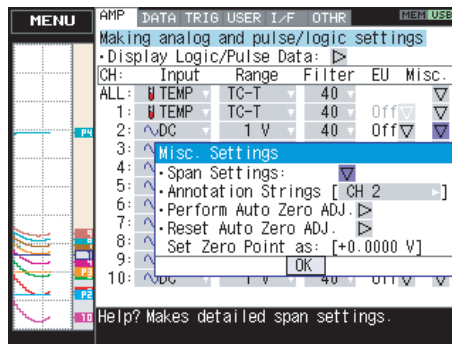 MENU AMP DATA TRIG USER I/F OTHR MEM USB
Making analog and pulse/logic settings
・Display Logic/Pulse Data:
CH: Input Range Filter EU Misc.
ALL: TEMP TC-T 40
1: TEMP TC-T 40 Off
2: DC 1 V 40 Off
P4
3:
Misc. Settings
4:
・Span Settings:
5:
・Annotation Strings [ CH 2 ]
6:
・Perform Auto Zero ADJ.
7:
・Reset Auto Zero ADJ.
8:
Set Zero Point as: [+0.0000 V]
9:
OK
10: DC 1 V 40 Off
P2
10
Help? Makes detailed span settings.